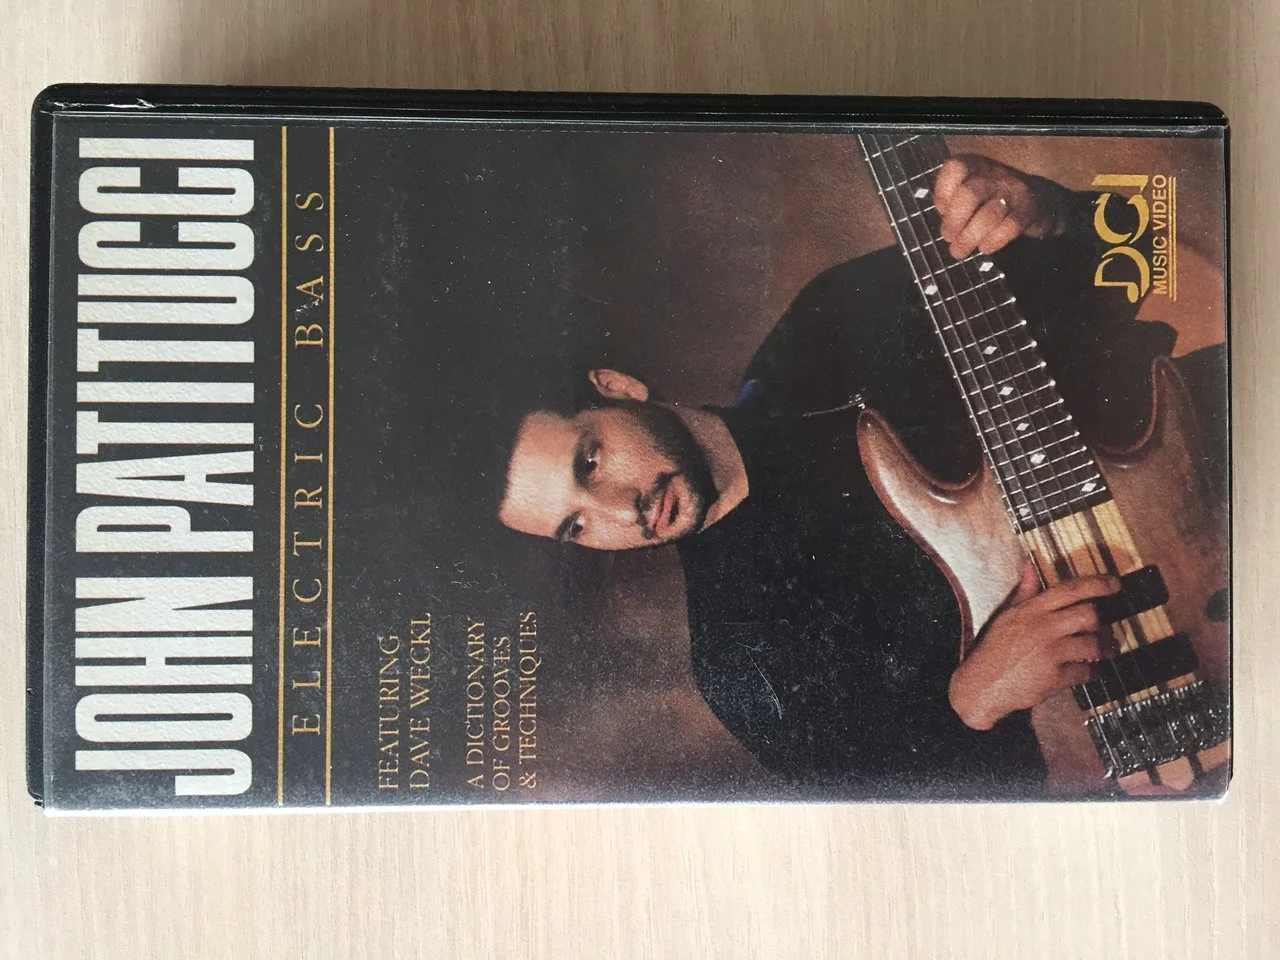 JOHN PATITUCCI
ELECTRIC BASS
FEATURING
DAVE WECKL
A DICTIONARY
OF GROOVES
& TECHNIQUES
DCI
MUSIC VIDEO